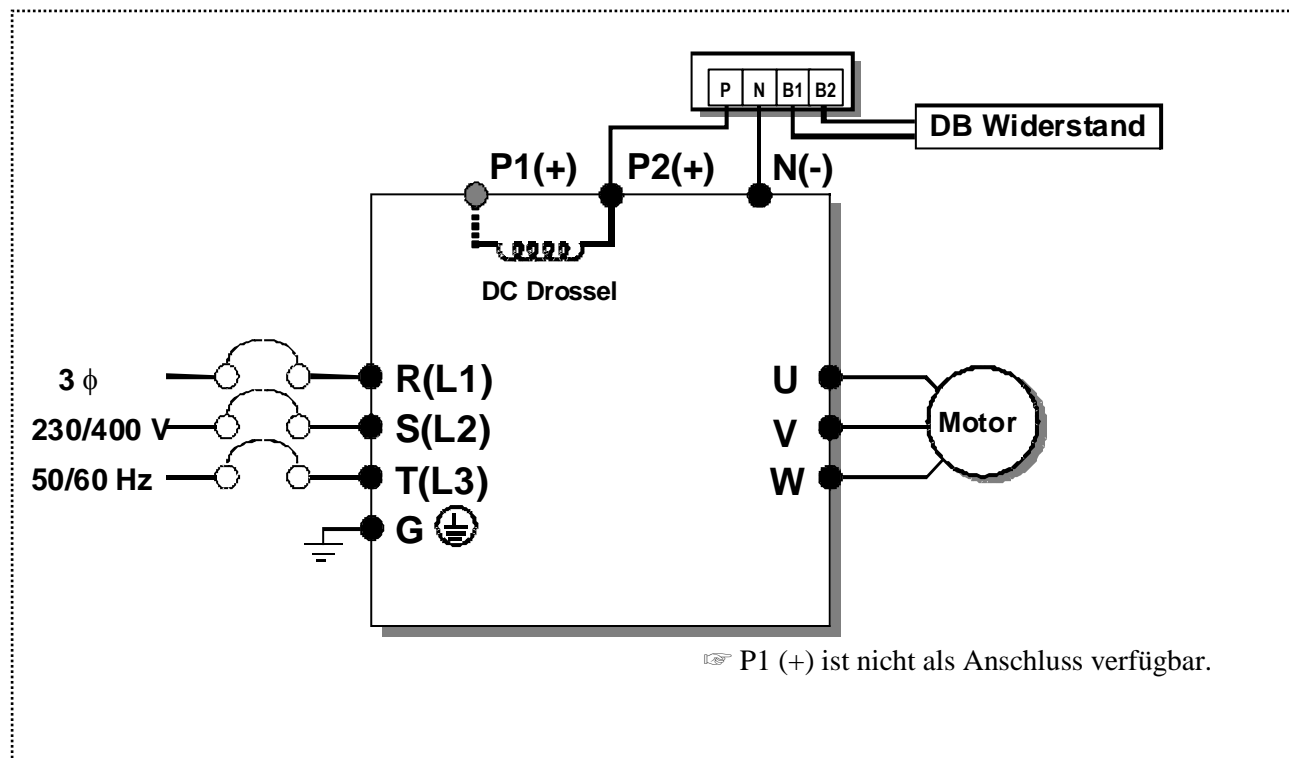 P N B1 B2
DB Widerstand
P1(+) P2(+) N(-)
DC Drossel
3 ϕ
R(L1)
U
230/400 V
S(L2)
V
Motor
50/60 Hz
T(L3)
W
G
☞ P1 (+) ist nicht als Anschluss verfügbar.